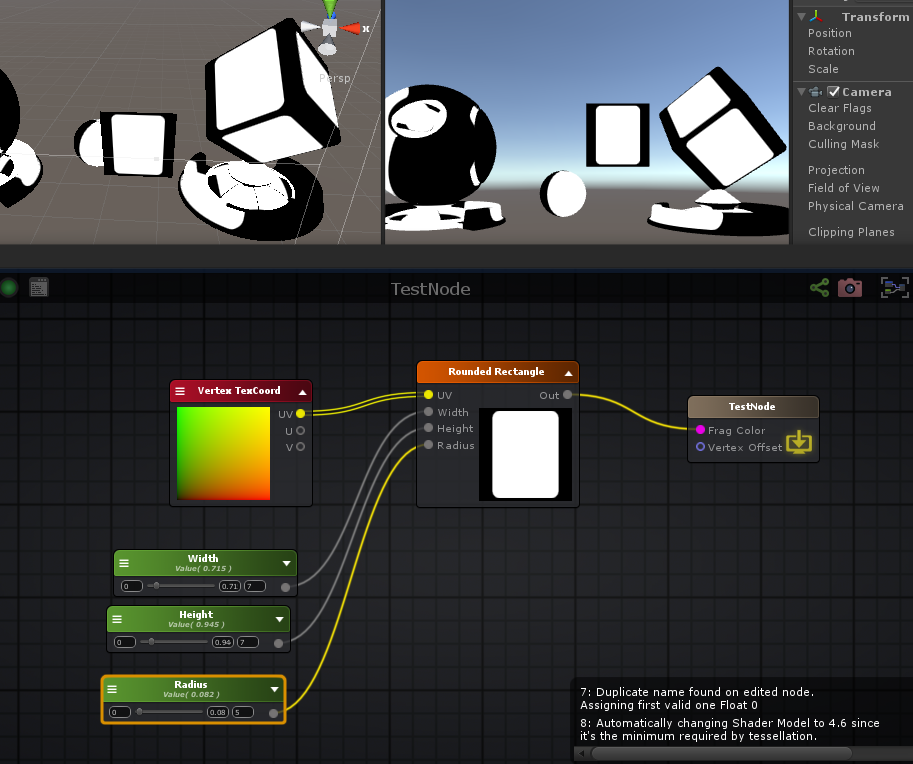 x
Persp
Transform
Position
Rotation
Scale
Camera
Clear Flags
Background
Culling Mask
Projection
Field of View
Physical Camera
Clipping Planes
TestNode
Vertex TexCoord
UV
U
V
Rounded Rectangle
UV
Out
Width
Height
Radius
TestNode
Frag Color
Vertex Offset
Width
Value( 0.715 )
0
0.71
7
Height
Value( 0.945 )
0
0.94
7
Radius
Value( 0.082 )
0
0.08
5
7: Duplicate name found on edited node.
Assigning first valid one Float 0
8: Automatically changing Shader Model to 4.6 since
it's the minimum required by tessellation.